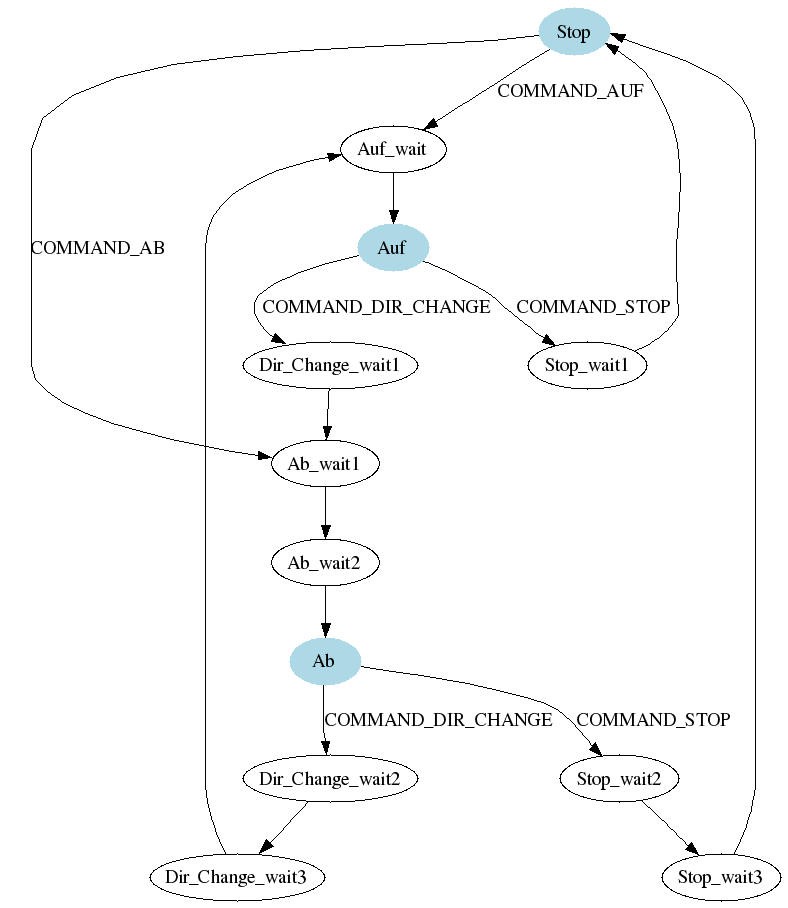 Stop
COMMAND_AUF
Auf_wait
COMMAND_AB
Auf
COMMAND_DIR_CHANGE
COMMAND_STOP
Dir_Change_wait1
Stop_wait1
Ab_wait1
Ab_wait2
Ab
COMMAND_DIR_CHANGE
COMMAND_STOP
Dir_Change_wait2
Stop_wait2
Dir_Change_wait3
Stop_wait3